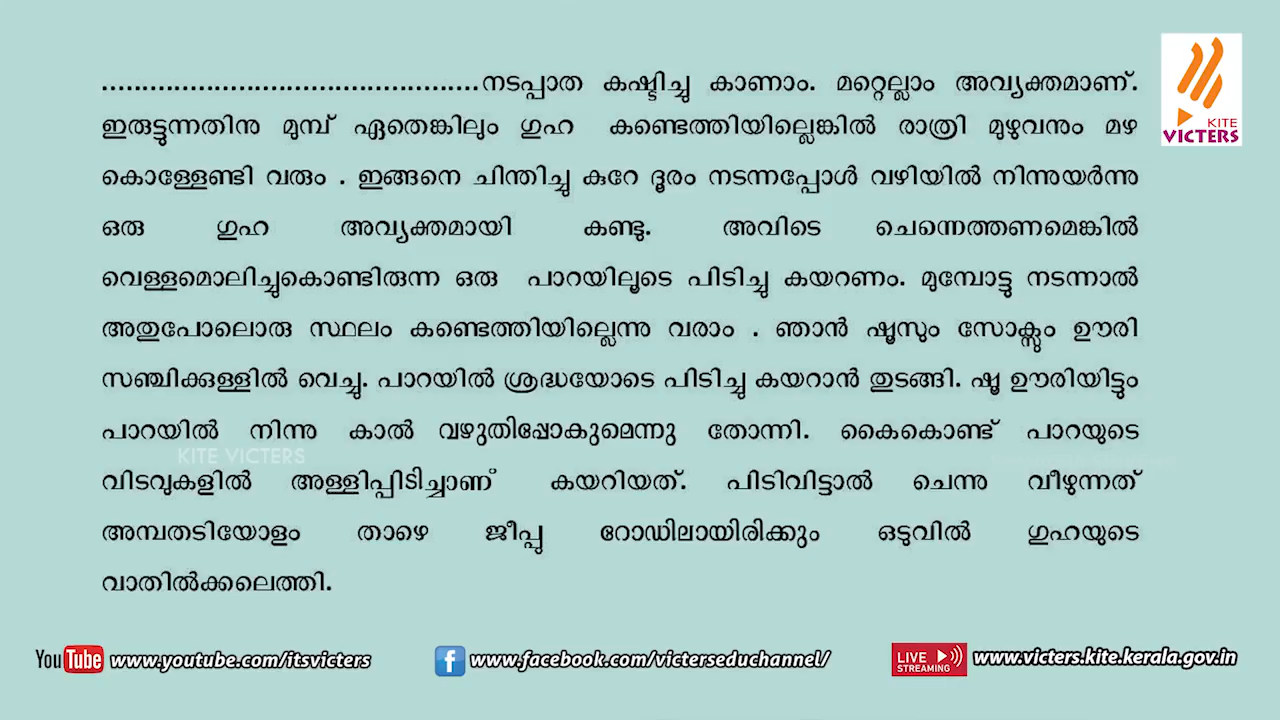 ................................................നടപ്പാത കഷ്ടിച്ചു കാണാം. മറ്റെല്ലാം അവ്യക്തമാണ്.
ഇരുട്ടുന്നതിനു മുമ്പ് ഏതെങ്കിലും ഗുഹ കണ്ടെത്തിയില്ലെങ്കിൽ രാത്രി മുഴുവനും മഴ
കൊള്ളേണ്ടി വരും . ഇങ്ങനെ ചിന്തിച്ചു കുറേ ദൂരം നടന്നപ്പോൾ വഴിയിൽ നിന്നുയർന്നു
ഒരു ഗുഹ അവ്യക്തമായി കണ്ടു. അവിടെ ചെന്നെത്തണമെങ്കിൽ
വെള്ളമൊലിച്ചുകൊണ്ടിരുന്ന ഒരു പാറയിലൂടെ പിടിച്ചു കയറണം. മുമ്പോട്ടു നടന്നാൽ
അതുപോലൊരു സ്ഥലം കണ്ടെത്തിയില്ലെന്നു വരാം . ഞാൻ ഷൂസും സോക്സും ഊരി
സഞ്ചിക്കുള്ളിൽ വെച്ചു. പാറയിൽ ശ്രദ്ധയോടെ പിടിച്ചു കയറാൻ തുടങ്ങി. ഷൂ ഊരിയിട്ടും
പാറയിൽ നിന്നു കാൽ വഴുതിപ്പോകുമെന്നു തോന്നി. കൈകൊണ്ട് പാറയുടെ
വിടവുകളിൽ അള്ളിപ്പിടിച്ചാണ് കയറിയത്. പിടിവിട്ടാൽ ചെന്നു വീഴുന്നത്
അമ്പതടിയോളം താഴെ ജീപ്പു റോഡിലായിരിക്കും ഒടുവിൽ ഗുഹയുടെ
വാതിൽക്കലെത്തി.
KITE VICTERS
KITE
VICTERS
YouTube www.youtube.com/itsvicters
f www.facebook.com/victerseduchannel/
LIVE STREAMING www.victers.kite.kerala.gov.in